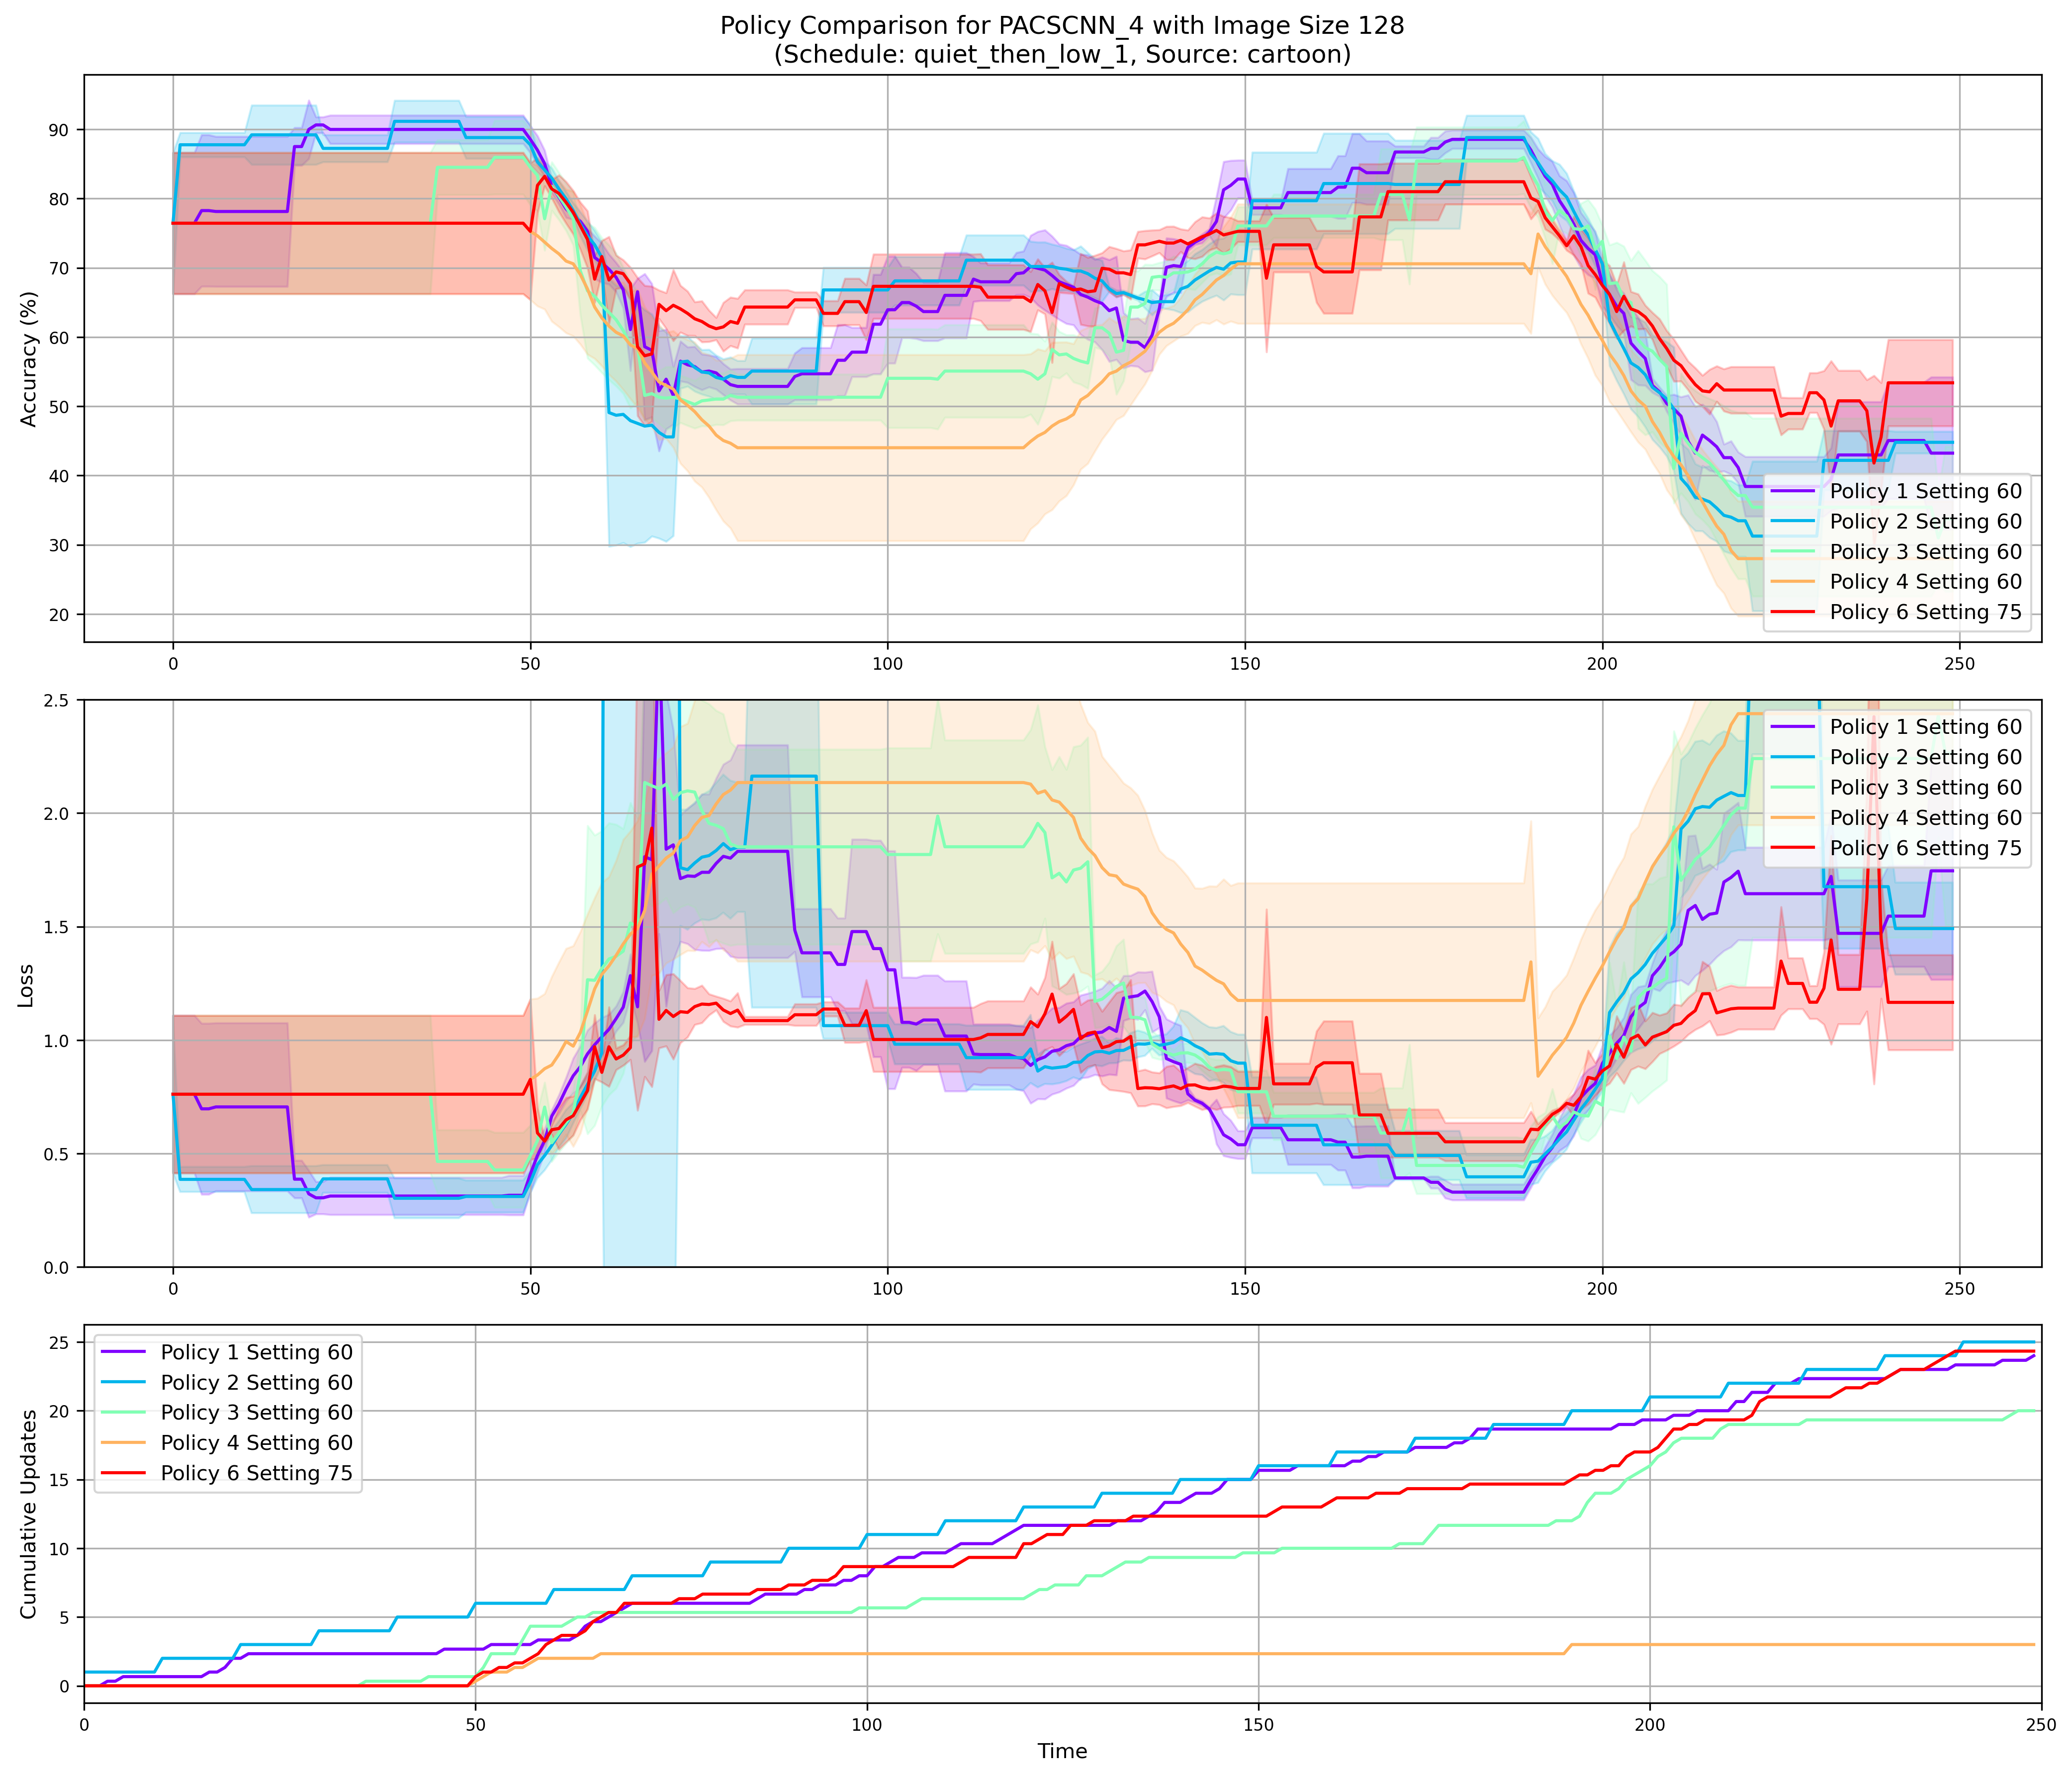 Policy Comparison for PACSCNN_4 with Image Size 128
(Schedule: quiet_then_low_1, Source: cartoon)
Accuracy (%)
90
80
70
60
50
40
30
20
0
50
100
150
200
250
Policy 1 Setting 60
Policy 2 Setting 60
Policy 3 Setting 60
Policy 4 Setting 60
Policy 6 Setting 75
Loss
2.5
2.0
1.5
1.0
0.5
0.0
0
50
100
150
200
250
Policy 1 Setting 60
Policy 2 Setting 60
Policy 3 Setting 60
Policy 4 Setting 60
Policy 6 Setting 75
Cumulative Updates
25
20
15
10
5
0
0
50
100
150
200
250
Policy 1 Setting 60
Policy 2 Setting 60
Policy 3 Setting 60
Policy 4 Setting 60
Policy 6 Setting 75
Time